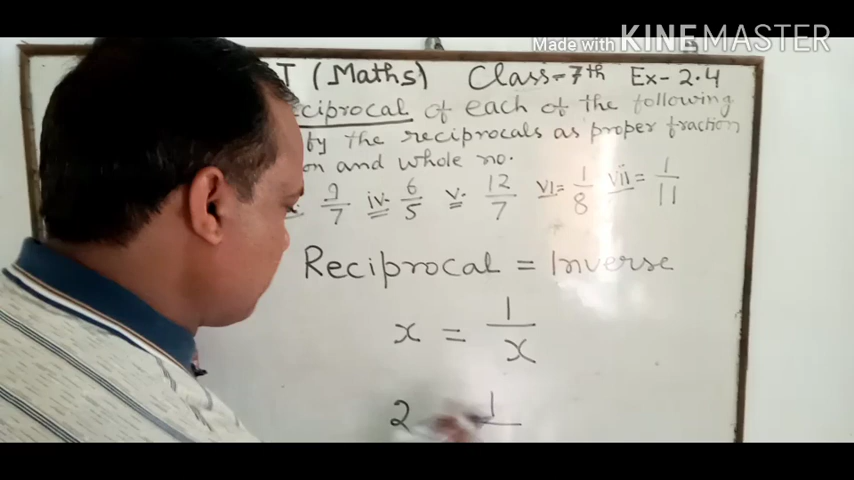 Made with KINEMASTER
T (Maths) Class-7th Ex-2.4
ciprocal of each of the following
fy the reciprocals as proper fraction
on and whole no.
9/7 iv. 6/5 v. 12/7 vi= 1/8 vii= 1/11
Reciprocal = Inverse
x = 1/x
2 1